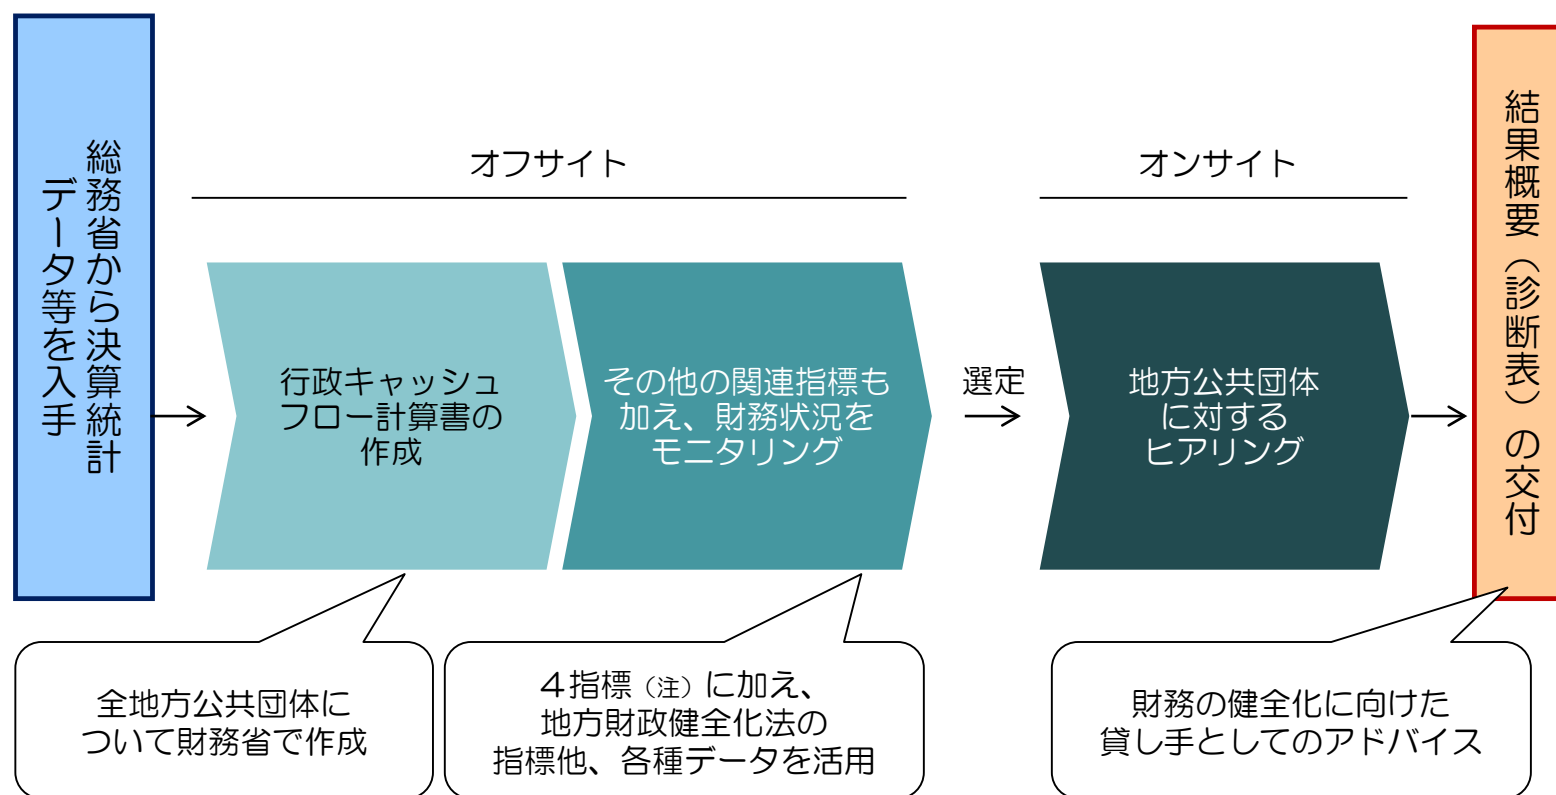 総務省から決算統計
データ等を入手
オフサイト
行政キャッシュ
フロー計算書の
作成
その他の関連指標も
加え、財務状況を
モニタリング
選定
オンサイト
地方公共団体
に対する
ヒアリング
結果概要（診断表）の交付
全地方公共団体に
ついて財務省で作成
４指標（注）に加え、
地方財政健全化法の
指標他、各種データを活用
財務の健全化に向けた
貸し手としてのアドバイス